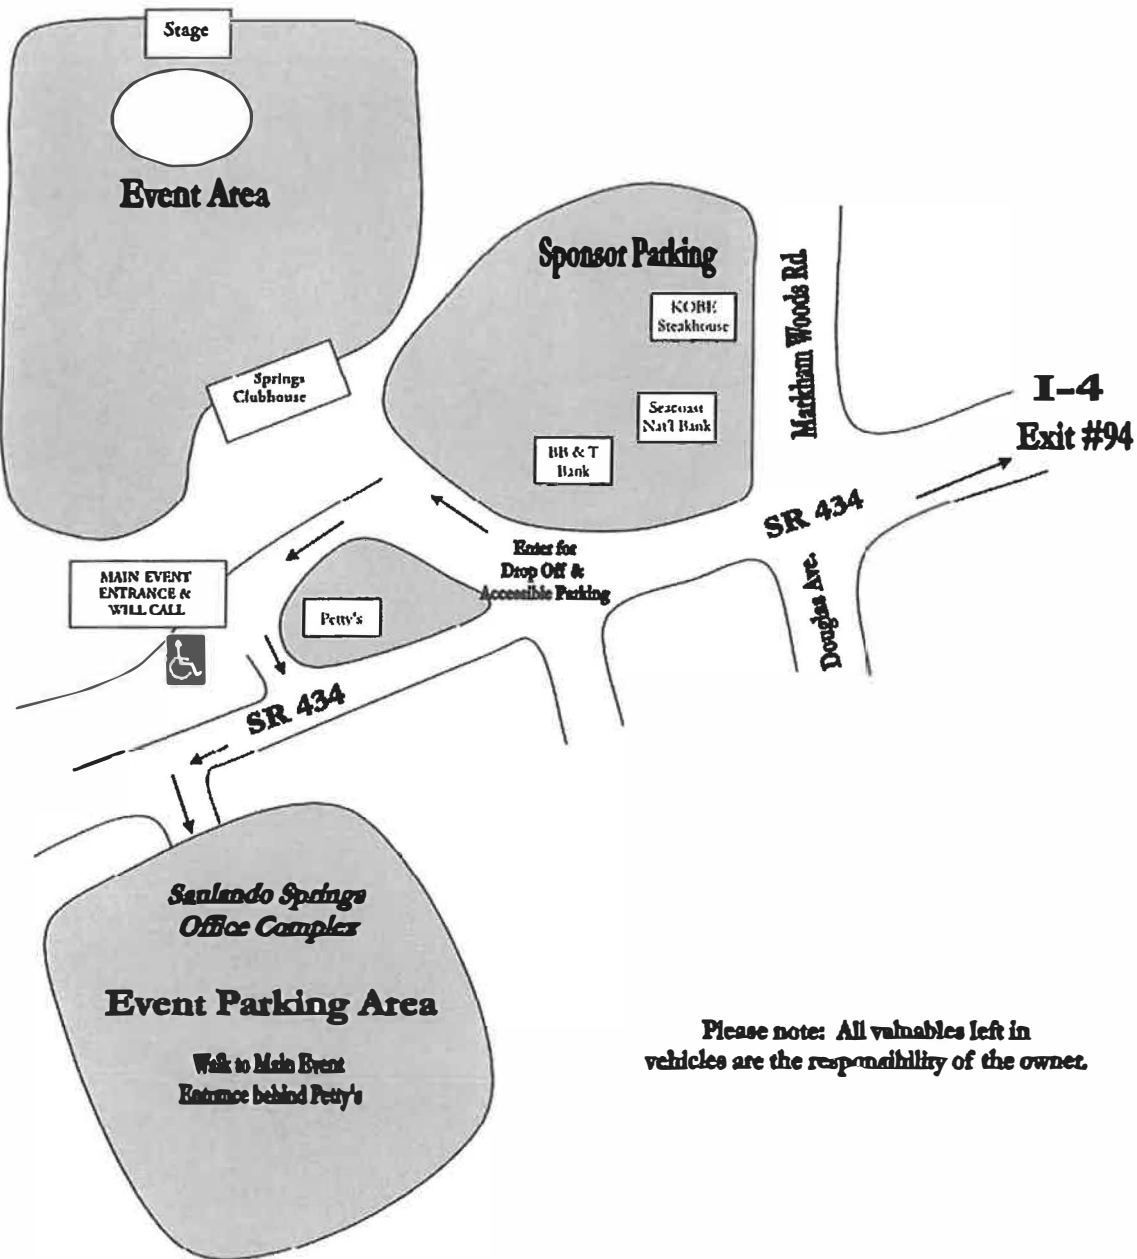 Stage
Event Area
Sponsor Parking
KOBE
Steakhouse
Markham Woods Rd.
Springs
Clubhouse
I-4
Exit #94
Seacoast
Nat'l Bank
BB & T
Bank
SR 434
Enter for
Drop Off &
Accessible Parking
Douglas Ave.
MAIN EVENT
ENTRANCE &
WILL CALL
Petty's
SR 434
Sanlando Springs
Office Complex
Event Parking Area
Walk to Main Event
Entrance behind Petty's
Please note: All valuables left in
vehicles are the responsibility of the owner.